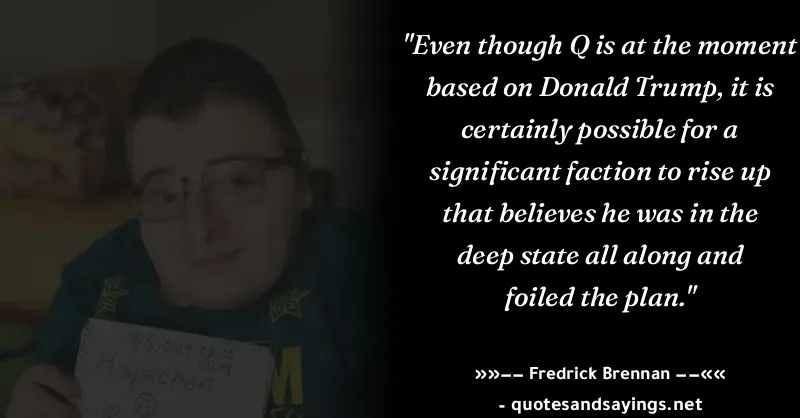 "Even though Q is at the moment
based on Donald Trump, it is
certainly possible for a
significant faction to rise up
that believes he was in the
deep state all along and
foiled the plan."
»»–– Fredrick Brennan ––««
- quotesandsayings.net
Hispachan